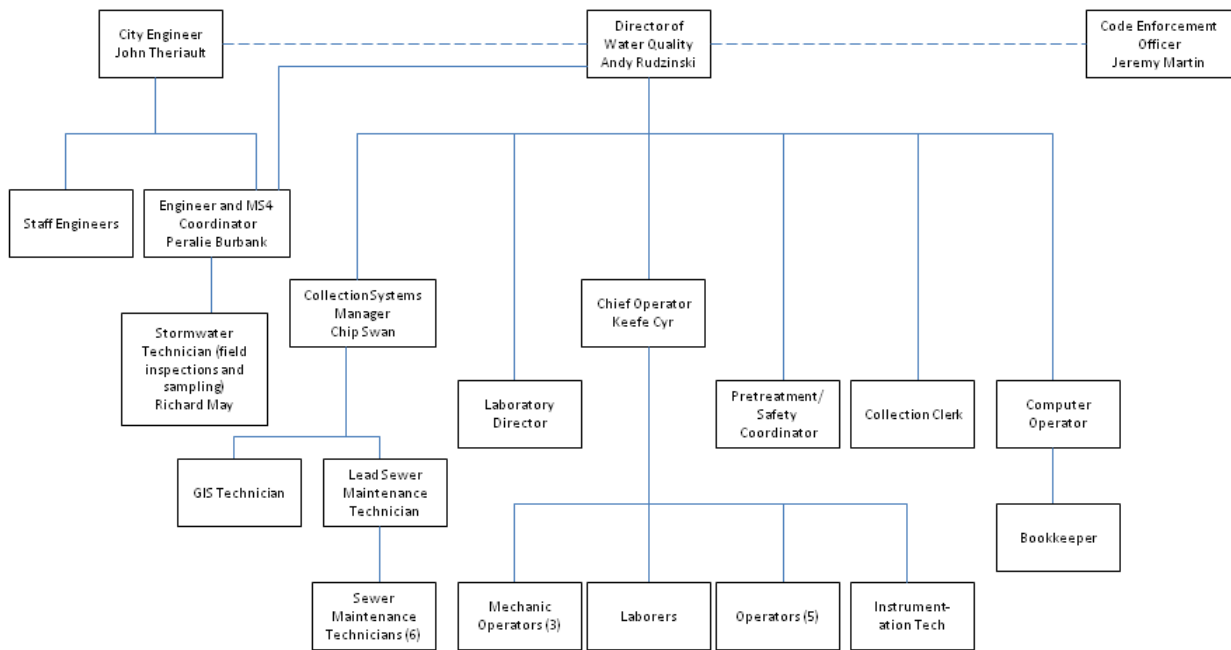 City Engineer
John Theriault
Director of
Water Quality
Andy Rudzinski
Code Enforcement
Officer
Jeremy Martin
Staff Engineers
Engineer and MS4
Coordinator
Peralie Burbank
Collection Systems
Manager
Chip Swan
Chief Operator
Keefe Cyr
Stormwater
Technician (field
inspections and
sampling)
Richard May
Laboratory
Director
Pretreatment/
Safety
Coordinator
Collection Clerk
Computer
Operator
GIS Technician
Lead Sewer
Maintenance
Technician
Bookkeeper
Sewer
Maintenance
Technicians (6)
Mechanic
Operators (3)
Laborers
Operators (5)
Instrument-
ation Tech